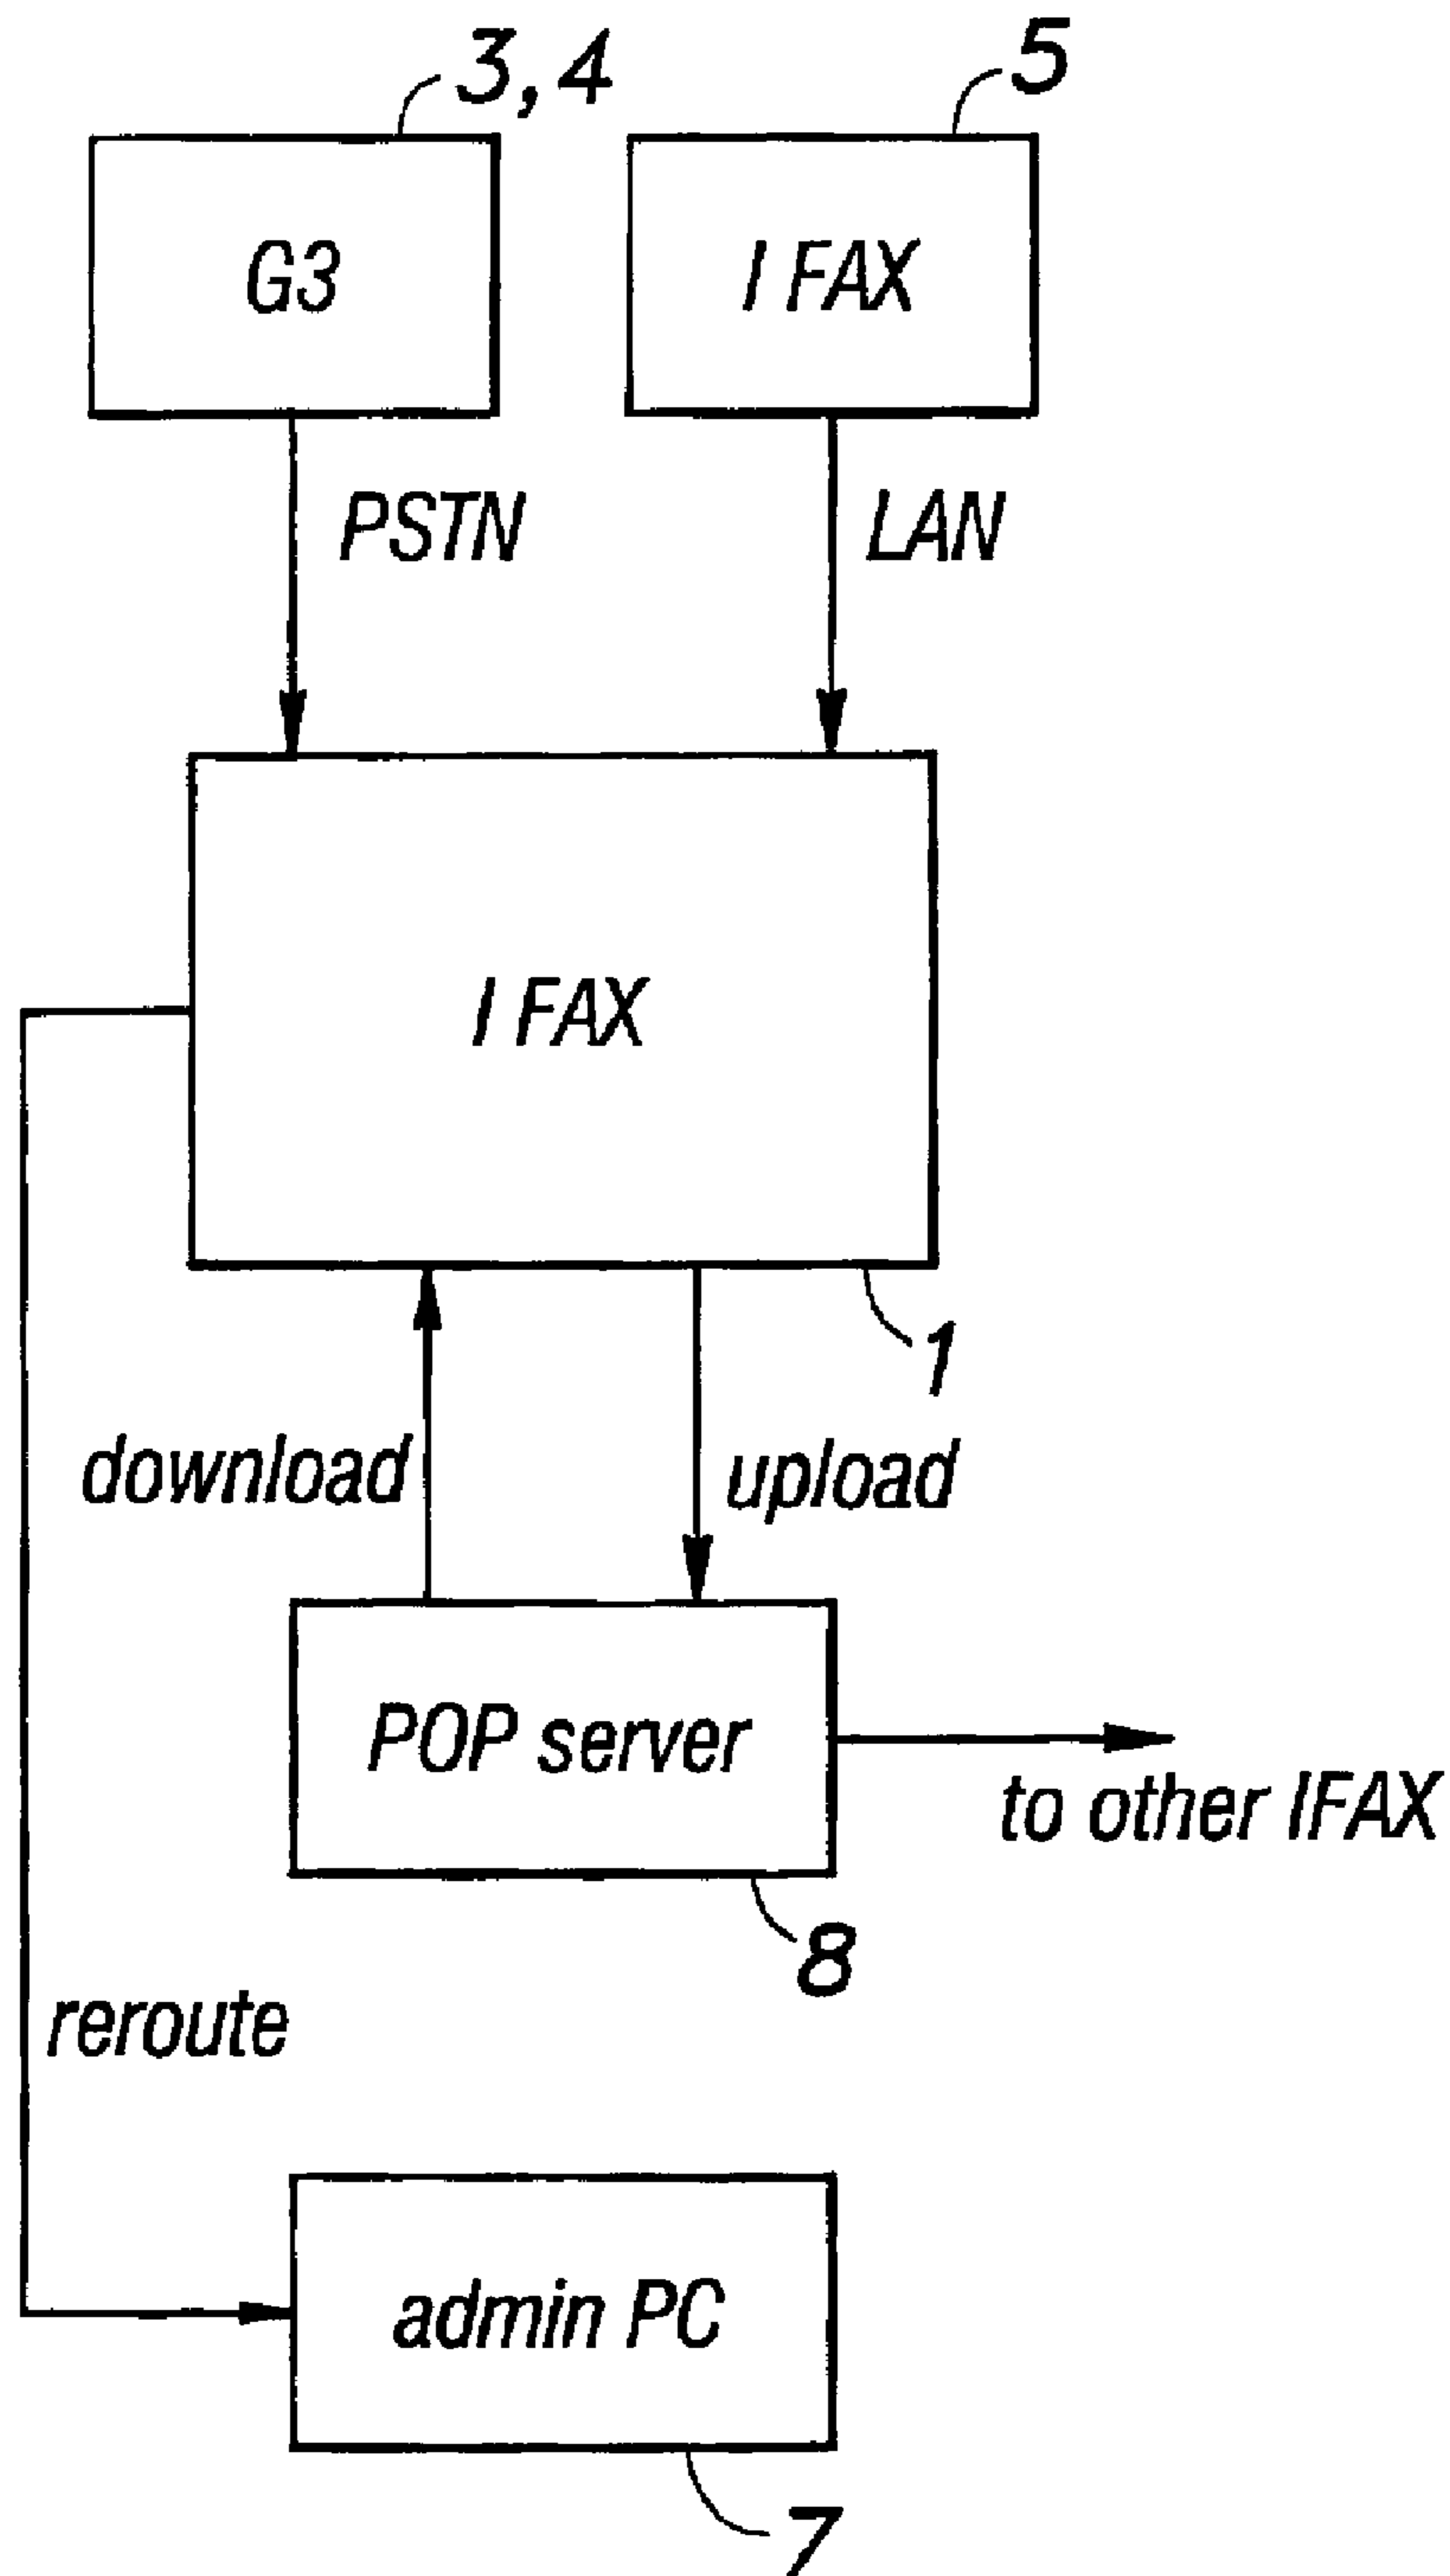 3,4
5
G3
I FAX
PSTN
LAN
I FAX
1
download
upload
POP server
to other IFAX
8
reroute
admin PC
7